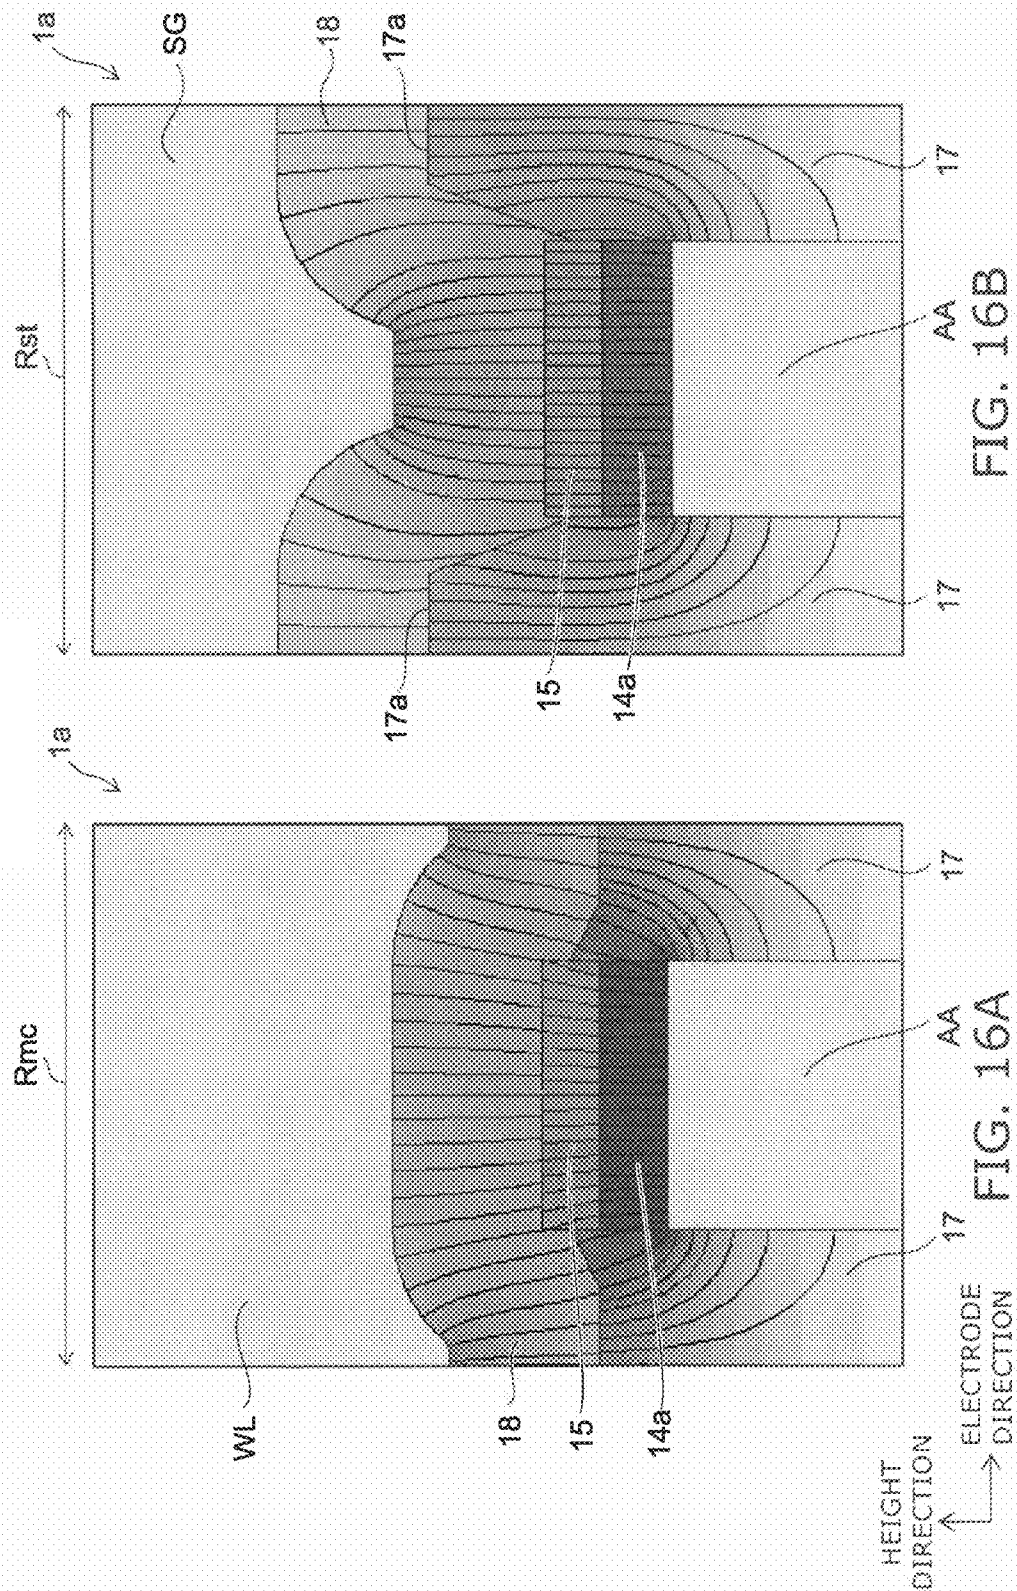 Rmc
1a
WL
18
15
14a
17
AA
17
FIG. 16A
HEIGHT
DIRECTION
ELECTRODE
DIRECTION
Rst
1a
SG
18
17a
17a
15
14a
17
AA
17
FIG. 16B